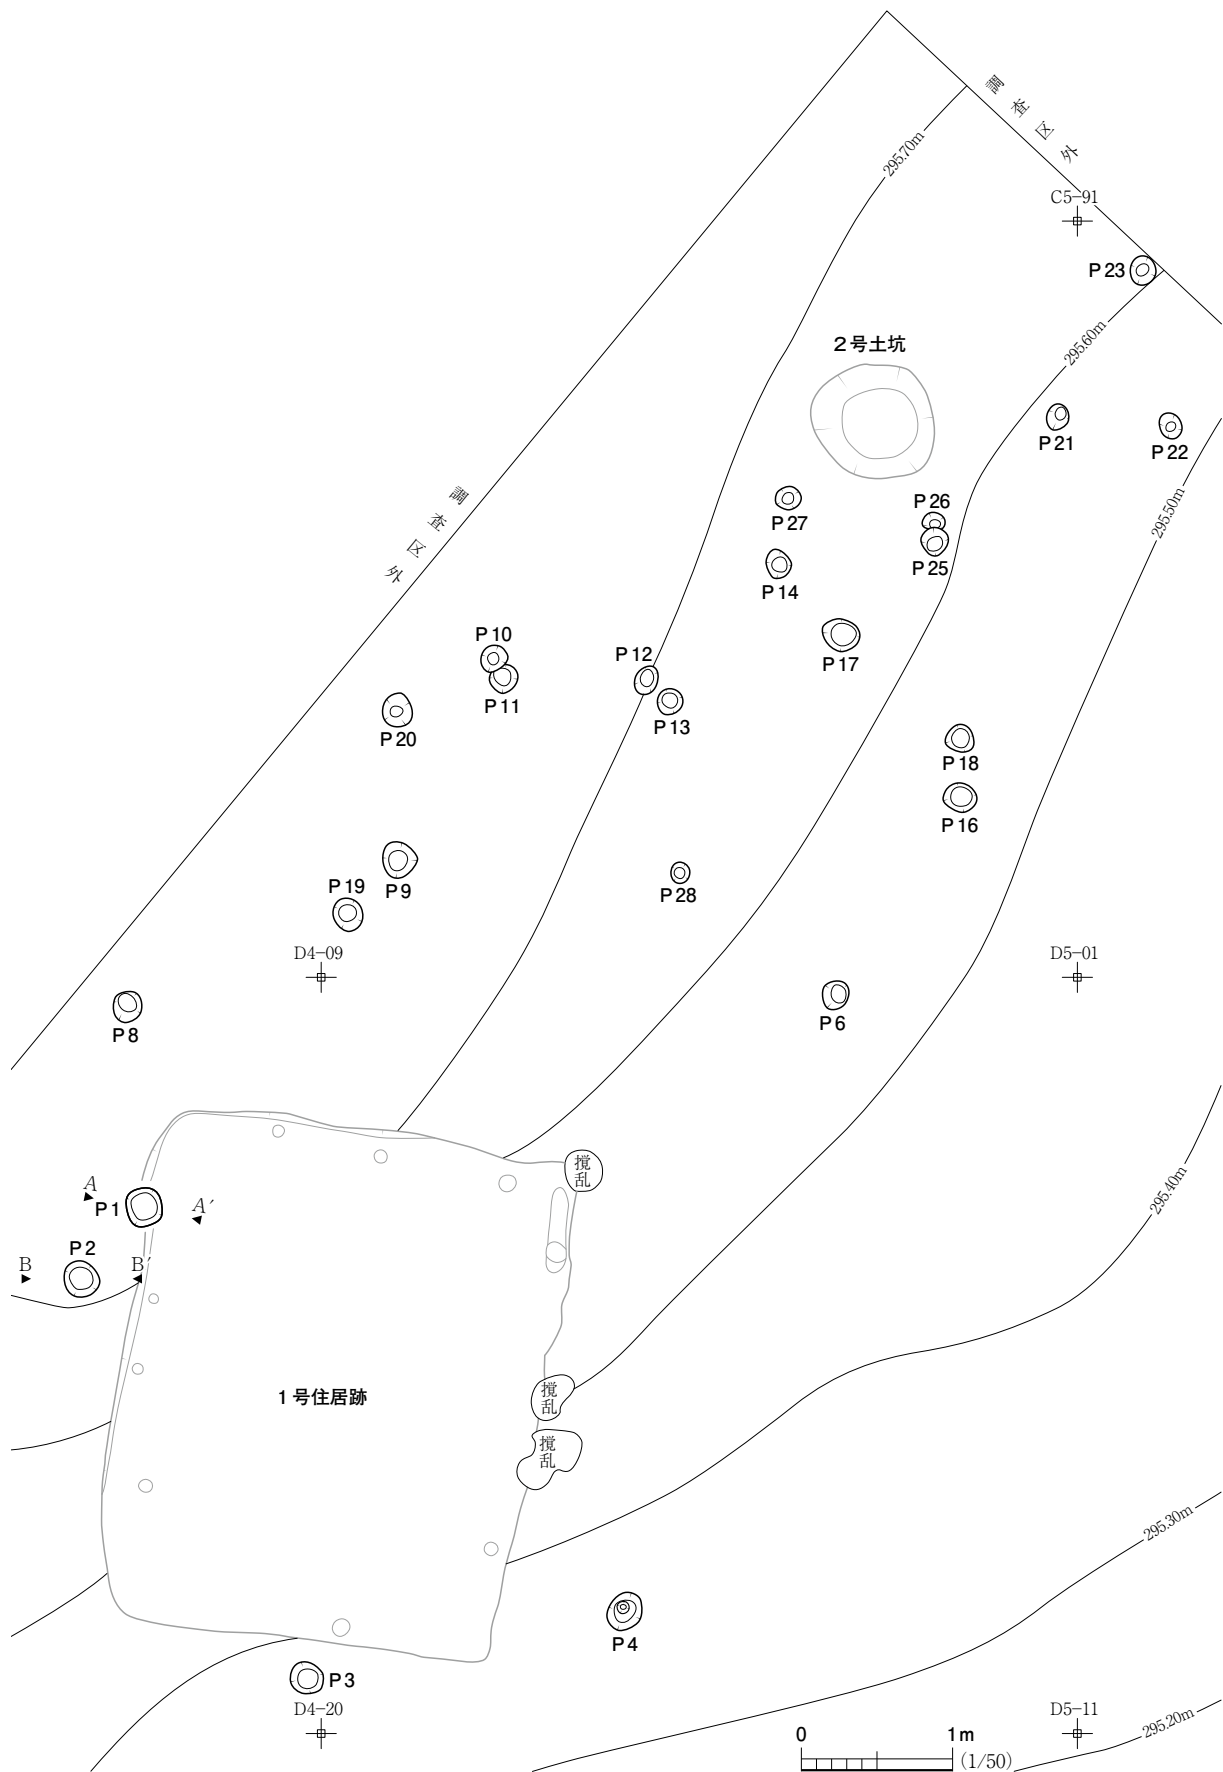 調査区外
295.70m
C5-91
P23
295.60m
2号土坑
P21
P22
調査区外
295.50m
P27
P26
P25
P14
P10
P12
P17
P11
P13
P20
P18
P16
P19
P9
P28
D4-09
D5-01
P8
P6
撹乱
A
P1
A′
295.40m
P2
B
B′
1号住居跡
撹乱
撹乱
295.30m
P4
P3
D4-20
D5-11
295.20m
0 1m
(1/50)